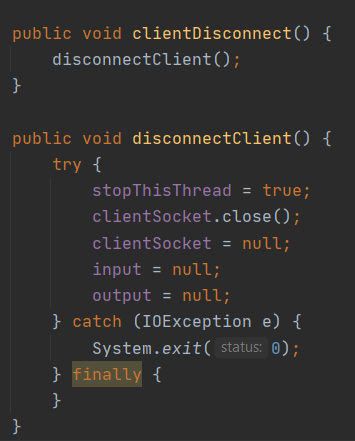 public void clientDisconnect() {
    disconnectClient();
}
public void disconnectClient() {
    try {
        stopThisThread = true;
        clientSocket.close();
        clientSocket = null;
        input = null;
        output = null;
    } catch (IOException e) {
        System.exit( status: 0);
    } finally {
    }
}